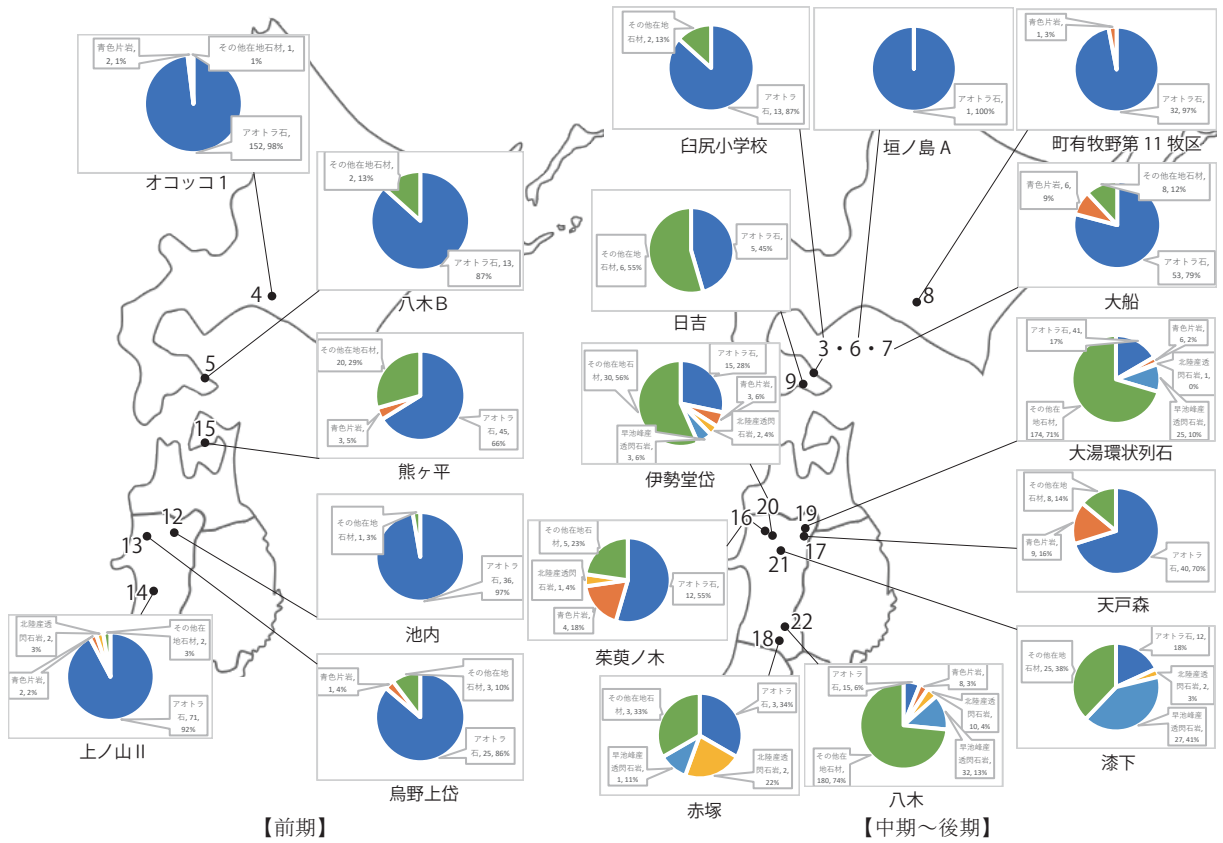 青色片岩,
2, 1%
その他在地石材, 1,
1%
アオトラ石,
152, 98%
オコッコ 1
その他在地石材,
2, 13%
アオトラ石, 13,
87%
八木B
4
5
その他在地石材,
20, 29%
青色片岩,
3, 5%
アオトラ
石, 45,
66%
熊ヶ平
15
12
13
14
その他在地
石材, 1, 3%
アオトラ
石, 36,
97%
池内
北陸産透
閃石岩, 2,
3%
その他在
地石材, 2,
3%
青色片岩,
2, 2%
アオトラ
石, 71,
92%
上ノ山Ⅱ
青色片岩,
1, 4%
その他在地
石材, 3, 10%
アオトラ
石, 25, 86%
烏野上岱
【前期】
その他在地
石材, 2, 13%
アオトラ
石, 13, 87%
臼尻小学校
アオトラ石,
1, 100%
垣ノ島 A
青色片岩,
1, 3%
アオトラ石,
32, 97%
町有牧野第 11 牧区
その他在地
石材, 6, 55%
アオトラ石,
5, 45%
日吉
青色片岩, 6,
9%
その他在地石材,
8, 12%
アオトラ石,
53, 79%
大船
8
3・6・7
9
その他在地石
材, 30, 56%
アオトラ石,
15, 28%
青色片岩,
3, 6%
北陸産透閃
石岩, 2, 4%
早池峰産
透閃石岩,
3, 6%
伊勢堂岱
アオトラ石, 41,
17%
青色片岩,
6, 2%
北陸産透
閃石岩, 1,
0%
早池峰産
透閃石岩,
25, 10%
その他在
地石材,
174, 71%
大湯環状列石
20
16
19
17
21
22
18
その他在地石
材, 5, 23%
北陸産透閃
石岩, 1, 4%
青色片岩,
4, 18%
アオトラ石,
12, 55%
茱萸ノ木
その他在地
石材, 8, 14%
青色片岩,
9, 16%
アオトラ
石, 40, 70%
天戸森
その他在地石
材, 3, 33%
アオトラ
石, 3, 34%
早池峰産
透閃石岩,
1, 11%
北陸産透
閃石岩, 2,
22%
赤塚
アオトラ
石, 15, 6%
青色片岩,
8, 3%
北陸産透
閃石岩,
10, 4%
早池峰産
透閃石岩,
32, 13%
その他在
地石材,
180, 74%
八木
その他在地
石材, 25, 38%
アオトラ石, 12,
18%
北陸産透
閃石岩, 2,
3%
早池峰産
透閃石岩,
27, 41%
漆下
【中期～後期】